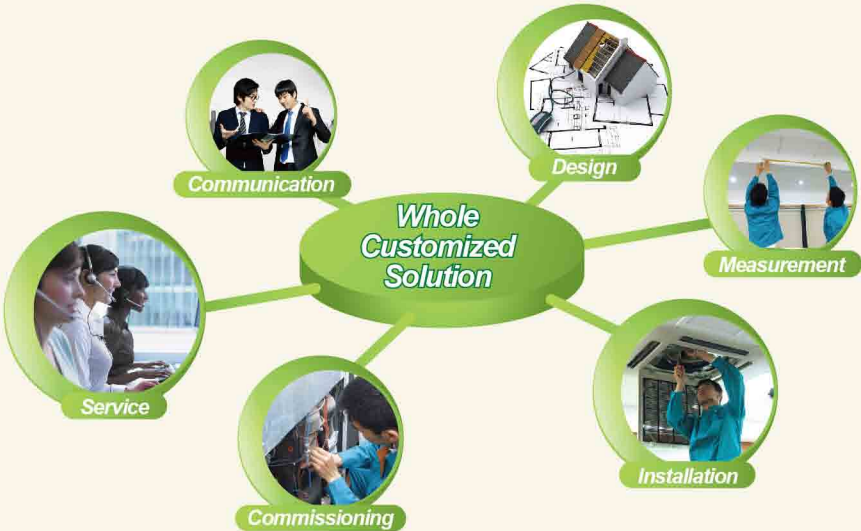 Communication
Design
Whole
Customized
Solution
Measurement
Service
Installation
Commissioning